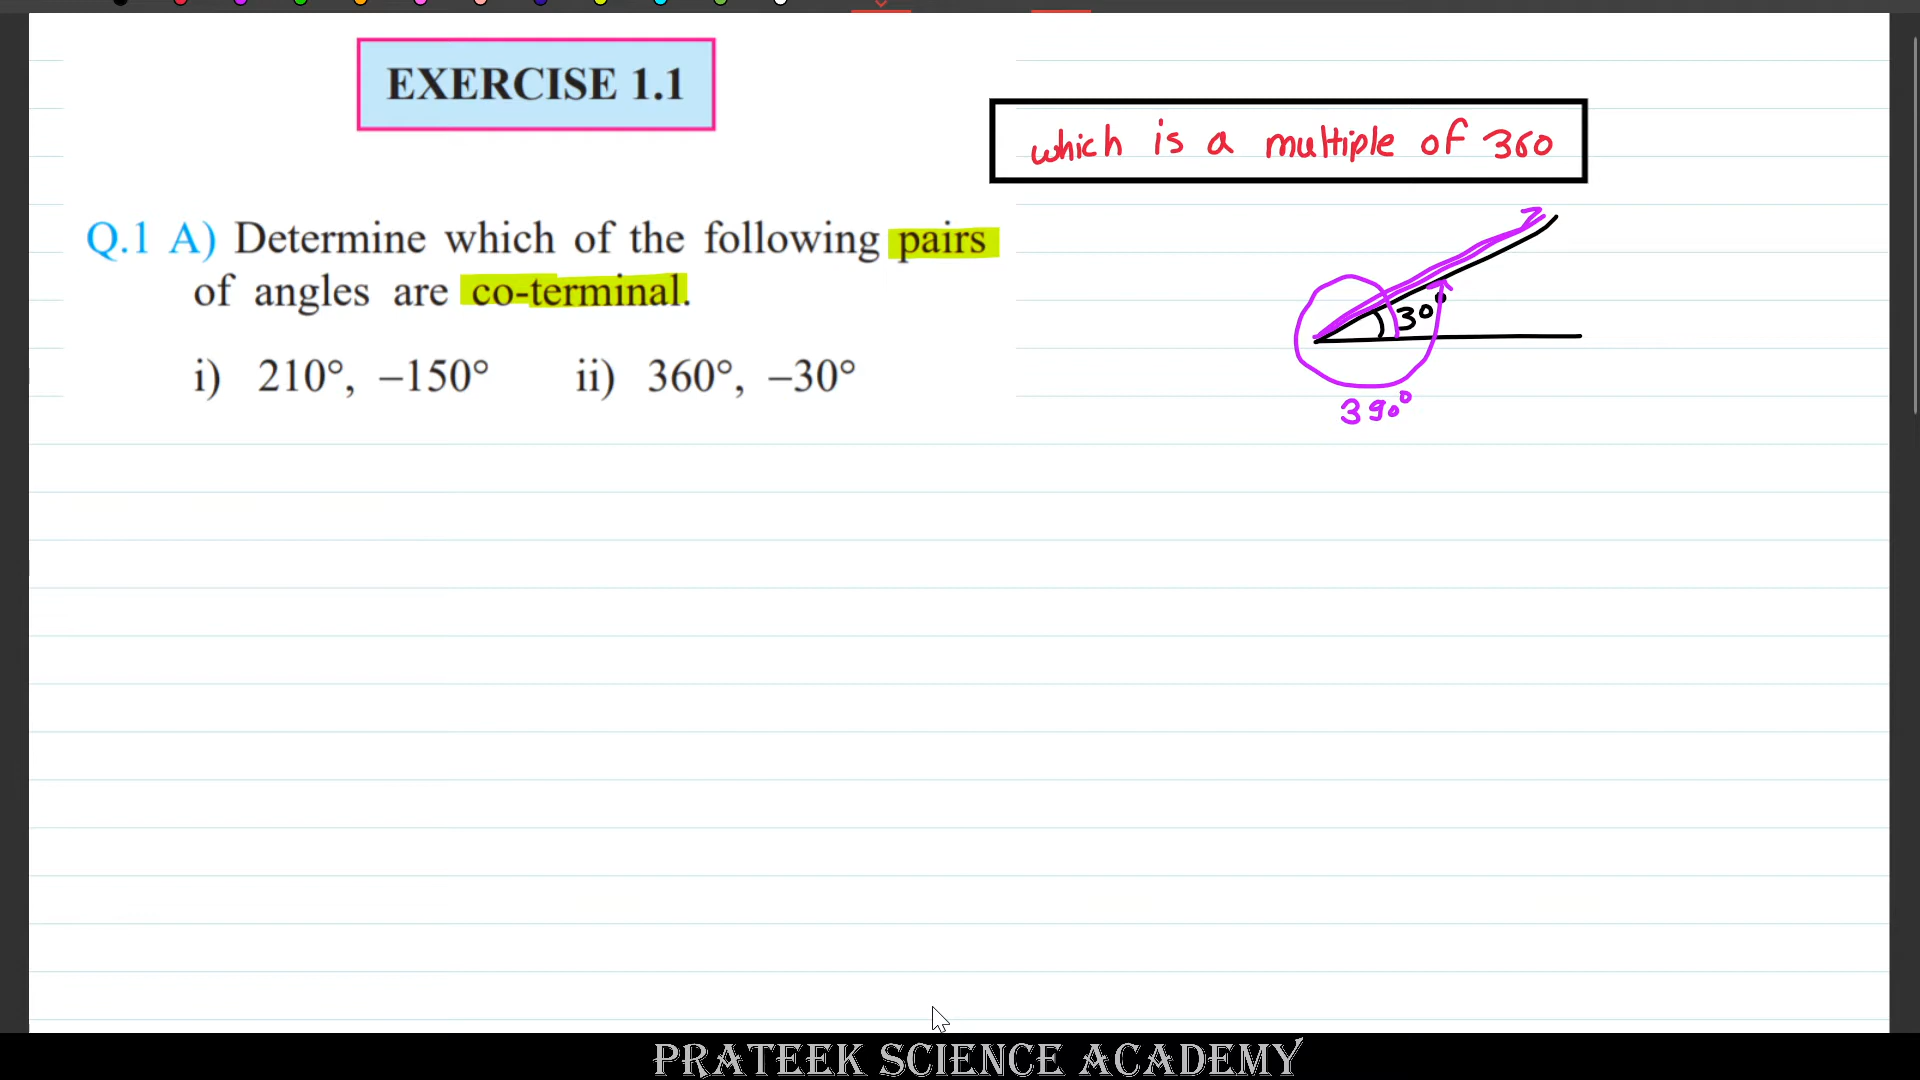 EXERCISE 1.1
which is a multiple of 360
Q.1 A) Determine which of the following pairs
of angles are co-terminal.
i) 210°, –150° ii) 360°, –30°
30°
390°
PRATEEK SCIENCE ACADEMY